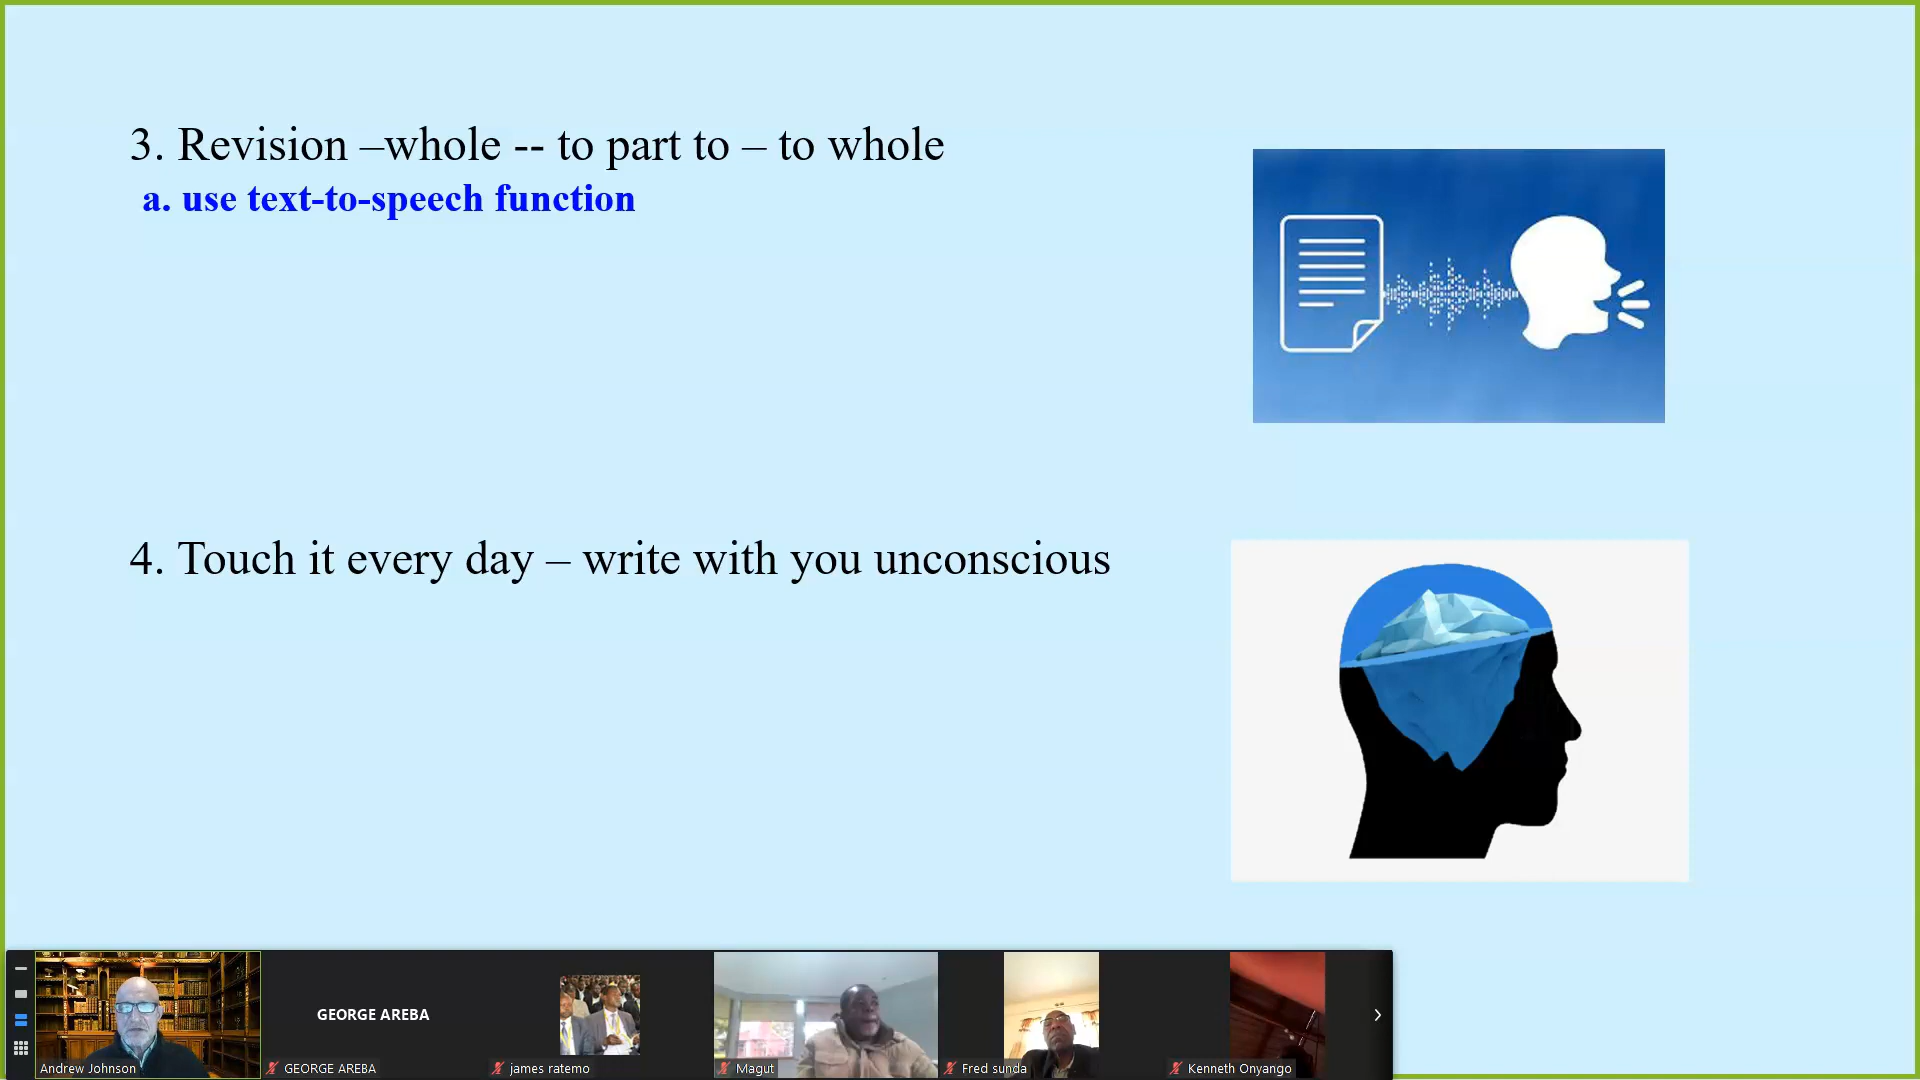 3. Revision –whole -- to part to – to whole
a. use text-to-speech function
4. Touch it every day – write with you unconscious
GEORGE AREBA
Andrew Johnson
GEORGE AREBA
james ratemo
Magut
Fred sunda
Kenneth Onyango